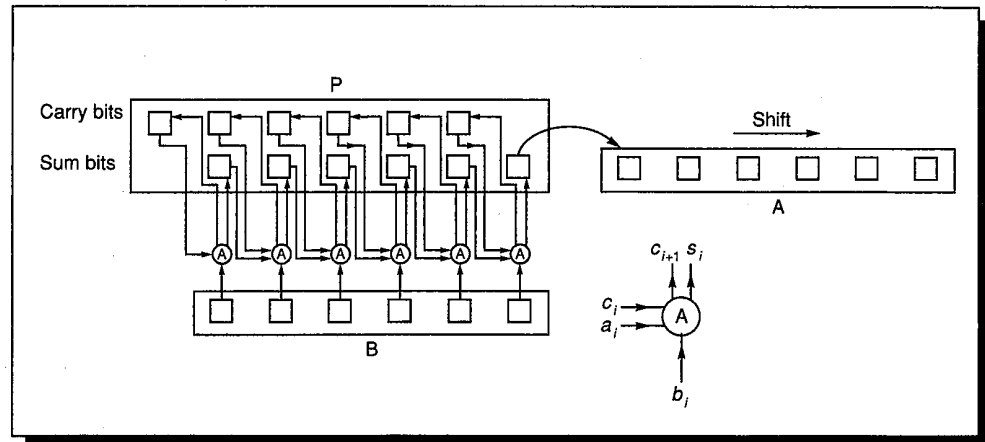 P
Carry bits
Sum bits
Shift
A
A A A A A A
B
c_{i+1} s_i
c_i
a_i
A
b_i